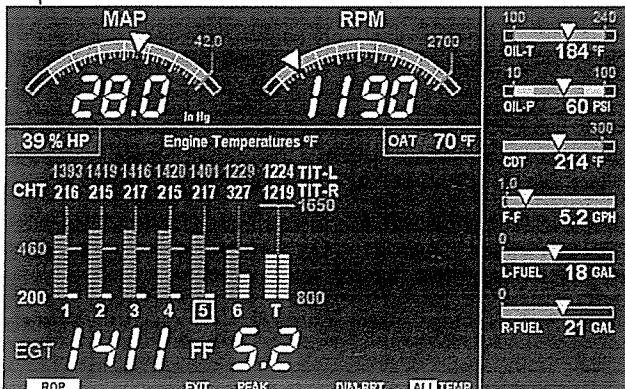 MAP
42.0
28.0 In Hg
RPM
2700
1190
39 % HP
Engine Temperatures °F
OAT 70 °F
1393 1419 1416 1420 1401 1229 1224 TIT-L
CHT 216 215 217 215 217 327 1219 TIT-R
1650
460
200
800
1 2 3 4 5 6 T
EGT 1411 FF 5.2
ROP EXIT PEAK DIM-BRT ALL TEMP
100 240
OIL-T 184 °F
10 100
OIL-P 60 PSI
300
CDT 214 °F
1.0
F-F 5.2 GPH
0
L-FUEL 18 GAL
0
R-FUEL 21 GAL